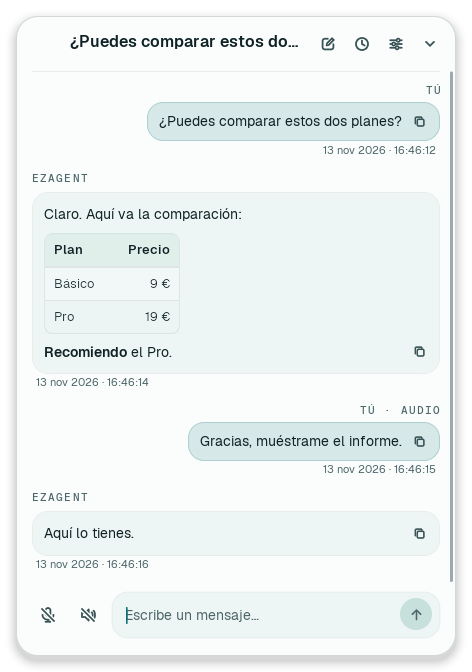 ¿Puedes comparar estos do...
TÚ
¿Puedes comparar estos dos planes?
13 nov 2026 · 16:46:12
EZAGENT
Claro. Aquí va la comparación:
Plan Precio
Básico 9 €
Pro 19 €
Recomiendo el Pro.
13 nov 2026 · 16:46:14
TÚ · AUDIO
Gracias, muéstrame el informe.
13 nov 2026 · 16:46:15
EZAGENT
Aquí lo tienes.
13 nov 2026 · 16:46:16
Escribe un mensaje...